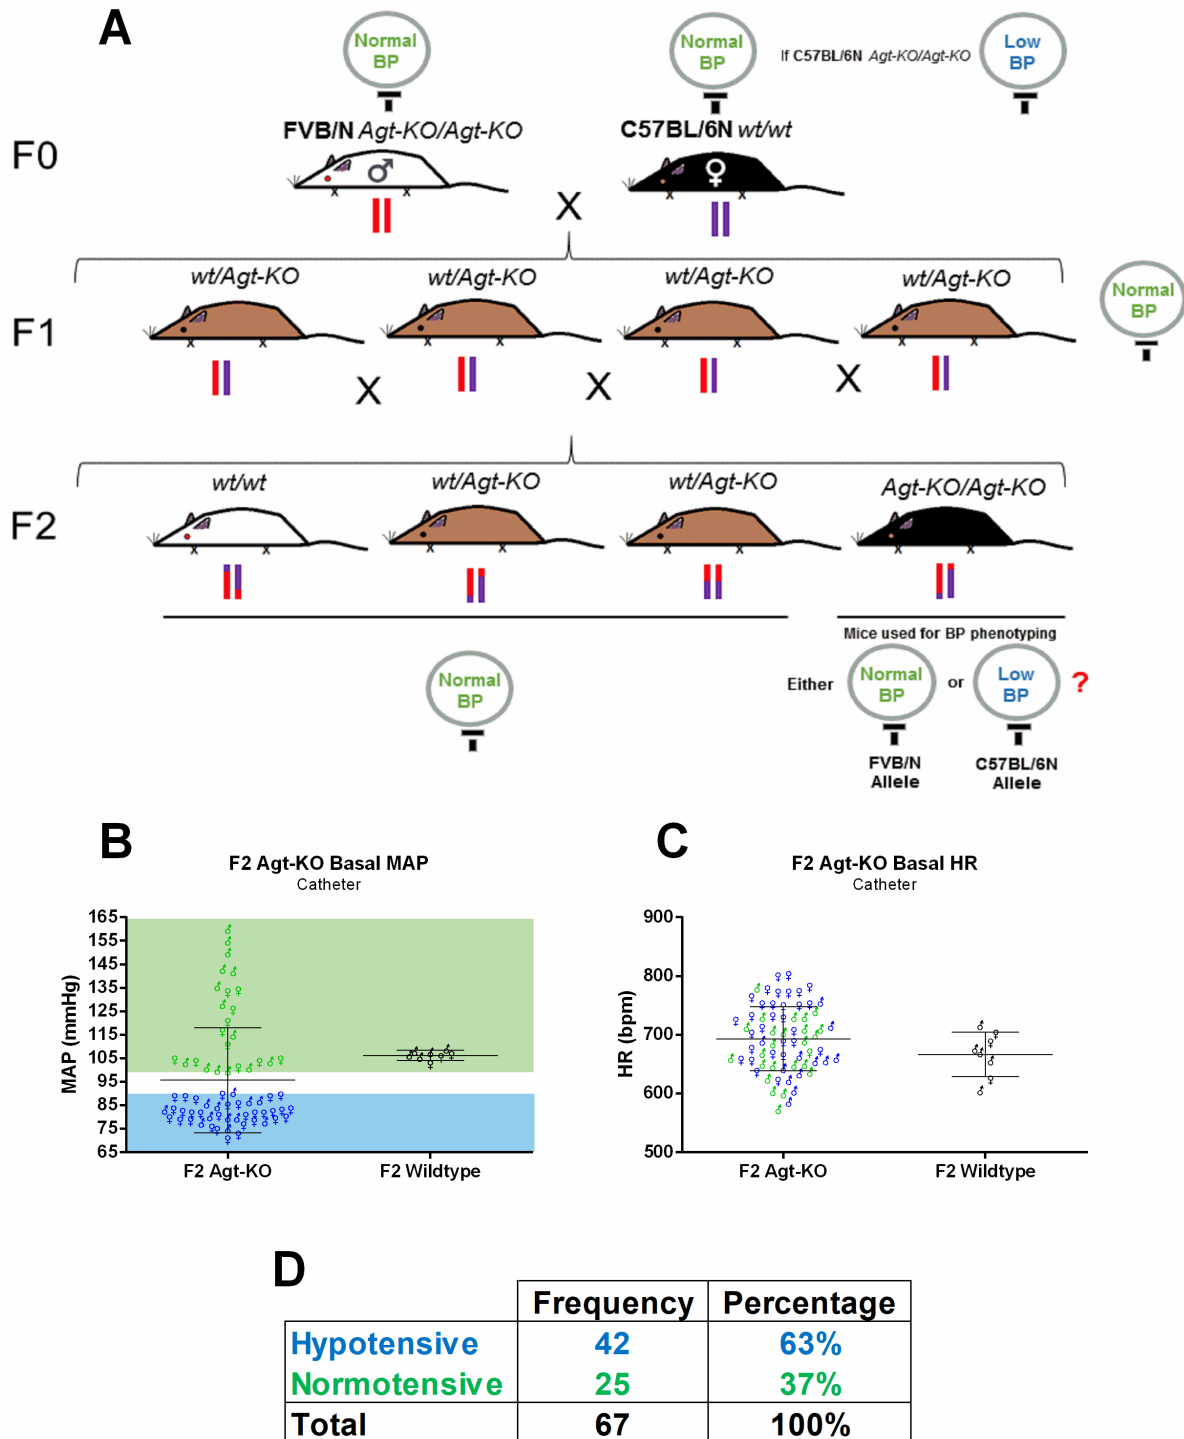 A
Normal
BP
Normal
BP
If C57BL/6N Agt-KO/Agt-KO
Low
BP
F0
FVB/N Agt-KO/Agt-KO
C57BL/6N wt/wt
♂
♀
X
F1
wt/Agt-KO
wt/Agt-KO
wt/Agt-KO
wt/Agt-KO
Normal
BP
X
X
X
F2
wt/wt
wt/Agt-KO
wt/Agt-KO
Agt-KO/Agt-KO
Mice used for BP phenotyping
Normal
BP
Either
Normal
BP
or
Low
BP
?
FVB/N
Allele
C57BL/6N
Allele
B
F2 Agt-KO Basal MAP
Catheter
MAP (mmHg)
165
155
145
135
125
115
105
95
85
75
65
F2 Agt-KO
F2 Wildtype
C
F2 Agt-KO Basal HR
Catheter
HR (bpm)
900
800
700
600
500
F2 Agt-KO
F2 Wildtype
D
Frequency Percentage
Hypotensive 42 63%
Normotensive 25 37%
Total 67 100%